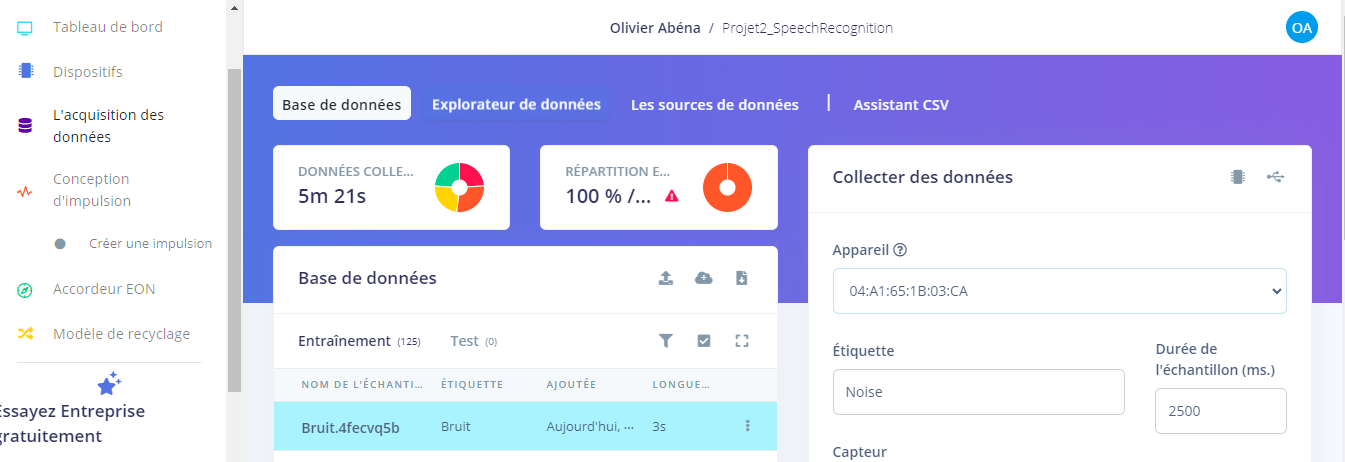 Tableau de bord
Dispositifs
L'acquisition des
données
Conception
d'impulsion
Créer une impulsion
Accordeur EON
Modèle de recyclage
Essayez Entreprise
gratuitement
Olivier Abéna / Projet2_SpeechRecognition
OA
Base de données
Explorateur de données
Les sources de données
|
Assistant CSV
DONNÉES COLLE...
5m 21s
RÉPARTITION E...
100 % /...
Base de données
Entraînement (125)
Test (0)
NOM DE L'ÉCHANTI... ÉTIQUETTE AJOUTÉE LONGUE...
Bruit.4fecvq5b Bruit Aujourd'hui, ... 3s
Collecter des données
Appareil
04:A1:65:1B:03:CA
Étiquette
Noise
Durée de
l'échantillon (ms.)
2500
Capteur